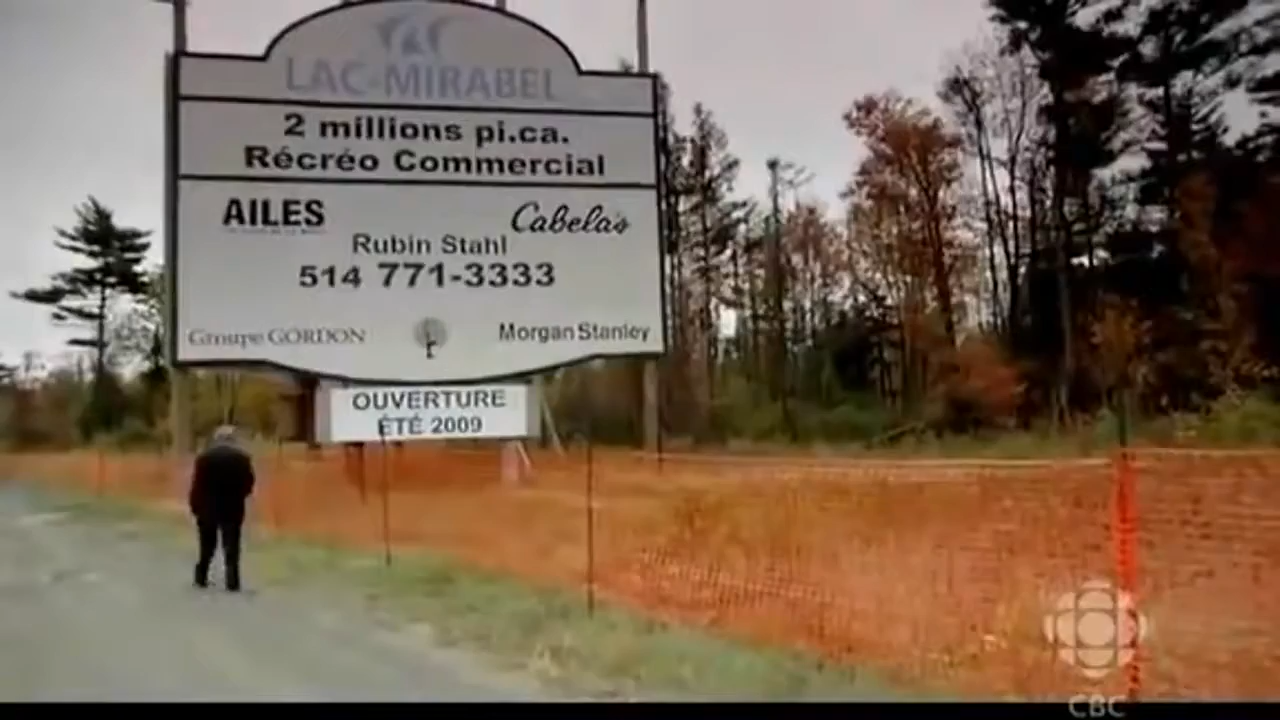 LAC-MIRABEL
2 millions pi.ca.
Récréo Commercial
AILES
Cabela's
Rubin Stahl
514 771-3333
Groupe GORDON
Morgan Stanley
OUVERTURE
ÉTÉ 2009
CBC